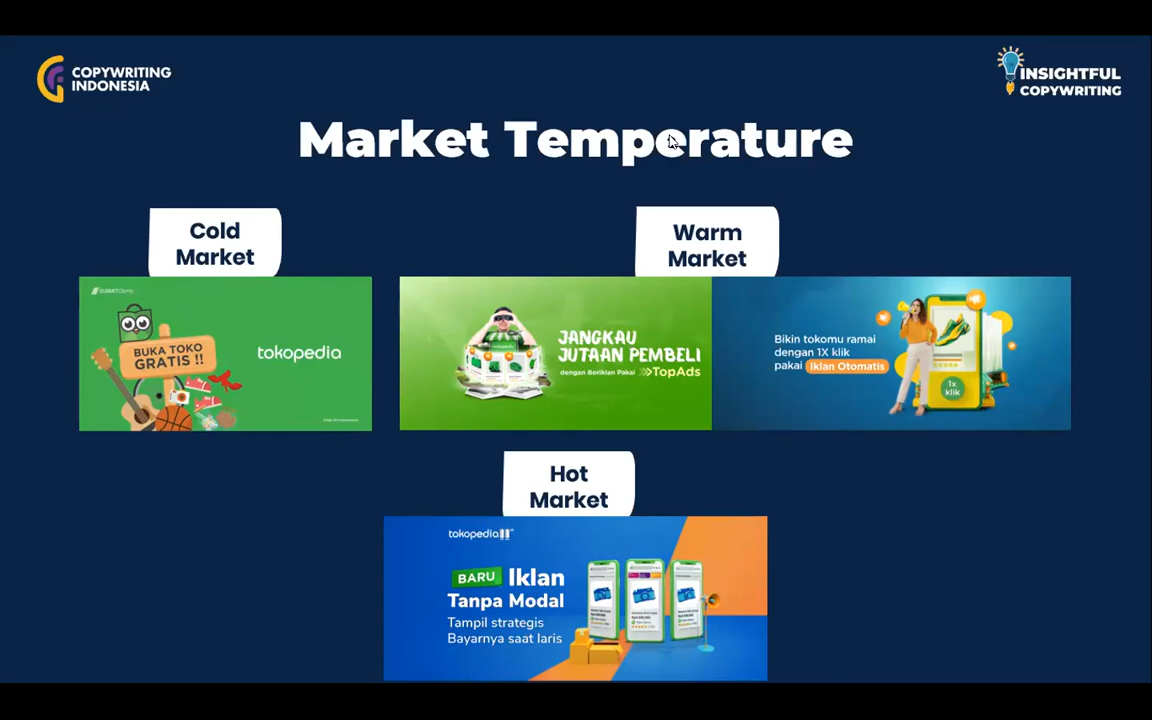 COPYWRITING
INDONESIA
INSIGHTFUL
COPYWRITING
Market Temperature
Cold
Market
BUKA TOKO
GRATIS !!
tokopedia
Warm
Market
JANGKAU
JUTAAN PEMBELI
dengan Beriklan Pakai TopAds
Bikin tokomu ramai
dengan 1X klik
pakai Iklan Otomatis
1x
klik
Hot
Market
tokopedia
BARU Iklan
Tanpa Modal
Tampil strategis
Bayarnya saat laris